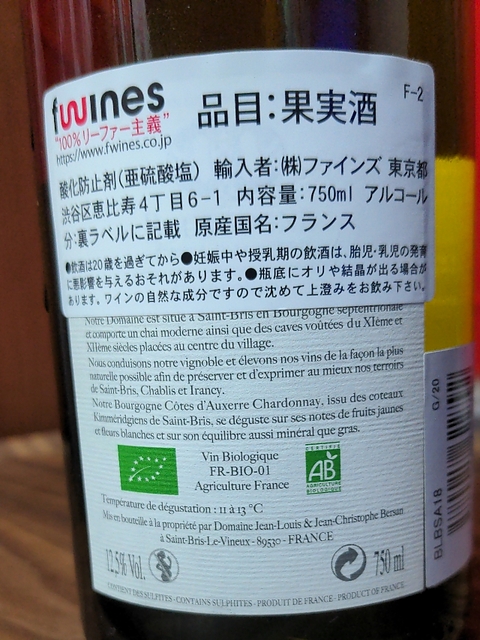 fwines
"100%リーファー主義"
https://www.fwines.co.jp
品目:果実酒
F-2
酸化防止剤(亜硫酸塩) 輸入者:㈱ファインズ 東京都
渋谷区恵比寿4丁目6-1 内容量:750ml アルコール
分:裏ラベルに記載 原産国名:フランス
●飲酒は20歳を過ぎてから●妊娠中や授乳期の飲酒は、胎児・乳児の発育
に悪影響を与えるおそれがあります。●瓶底にオリや結晶が出る場合が
あります。ワインの自然な成分ですので沈めて上澄みをお飲み下さい。
Notre Domaine est situé à Saint-Bris en Bourgogne septentrionale
et comporte un chai moderne ainsi que des caves voûtées du XIème et
XIIème siècles placées au centre du village.
Nous conduisons notre vignoble et élevons nos vins de la façon la plus
naturelle possible afin de préserver et d'exprimer au mieux nos terroirs
de Saint-Bris, Chablis et Irancy.
Notre Bourgogne Côtes d'Auxerre Chardonnay, issu des coteaux
Kimméridgiens de Saint-Bris, se déguste sur ses notes de fruits jaunes
et fleurs blanches et sur son équilibre aussi minéral que gras.
Vin Biologique
FR-BIO-01
Agriculture France
AB
AGRICULTURE
BIOLOGIQUE
Température de dégustation : 11 à 13 °C
Mis en bouteille à la propriété par Domaine Jean-Louis & Jean-Christophe Bersan
à Saint-Bris-Le-Vineux - 89530 - FRANCE
12,5% Vol.
750 ml
CONTIENT DES SULFITES - CONTAINS SULPHITES - PRODUIT DE FRANCE - PRODUCT OF FRANCE
BLBSA18
G/20